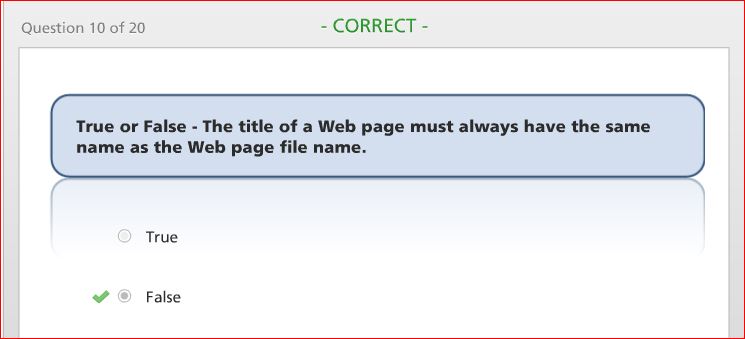 Question 10 of 20
- CORRECT -
True or False - The title of a Web page must always have the same
name as the Web page file name.
True
False